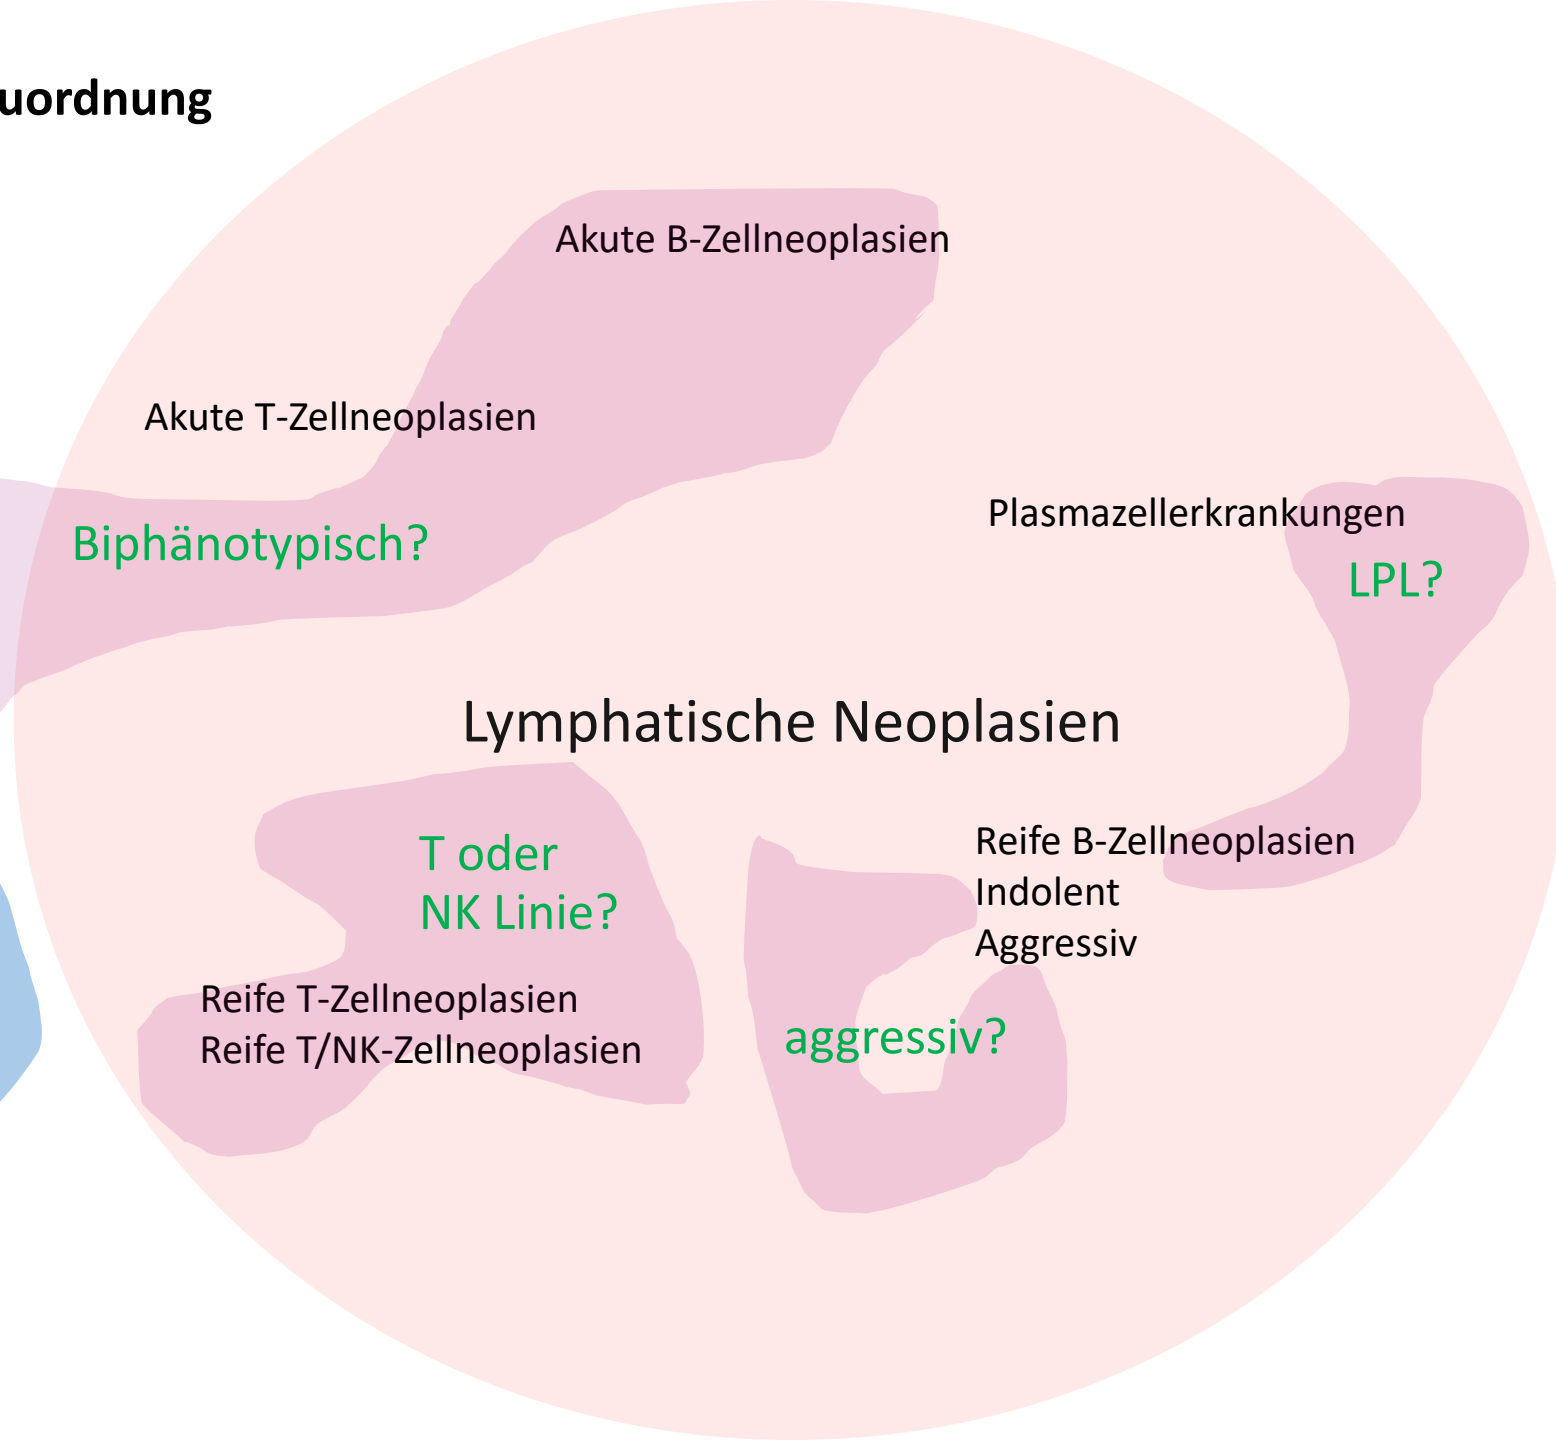 uordnung
Akute B-Zellneoplasien
Akute T-Zellneoplasien
Plasmazellerkrankungen
Biphänotypisch?
LPL?
Lymphatische Neoplasien
T oder
NK Linie?
Reife B-Zellneoplasien
Indolent
Aggressiv
Reife T-Zellneoplasien
Reife T/NK-Zellneoplasien
aggressiv?